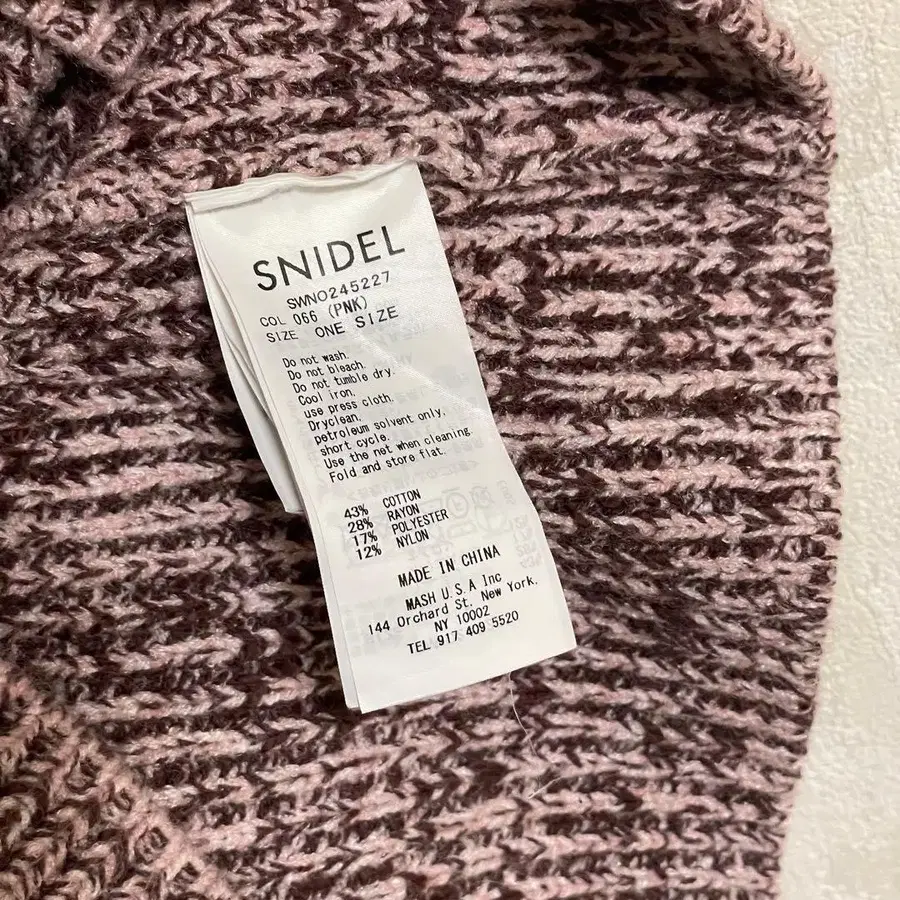 SNIDEL
SWNO245227
COL 066 (PNK)
SIZE ONE SIZE
Do not wash.
Do not bleach.
Do not tumble dry.
Cool iron.
use press cloth.
Dryclean.
petroleum solvent only.
short cycle.
Use the net when cleaning.
Fold and store flat.
43% COTTON
28% RAYON
17% POLYESTER
12% NYLON
MADE IN CHINA
MASH U.S.A Inc
144 Orchard St. New York.
NY 10002
TEL 917 409 5520